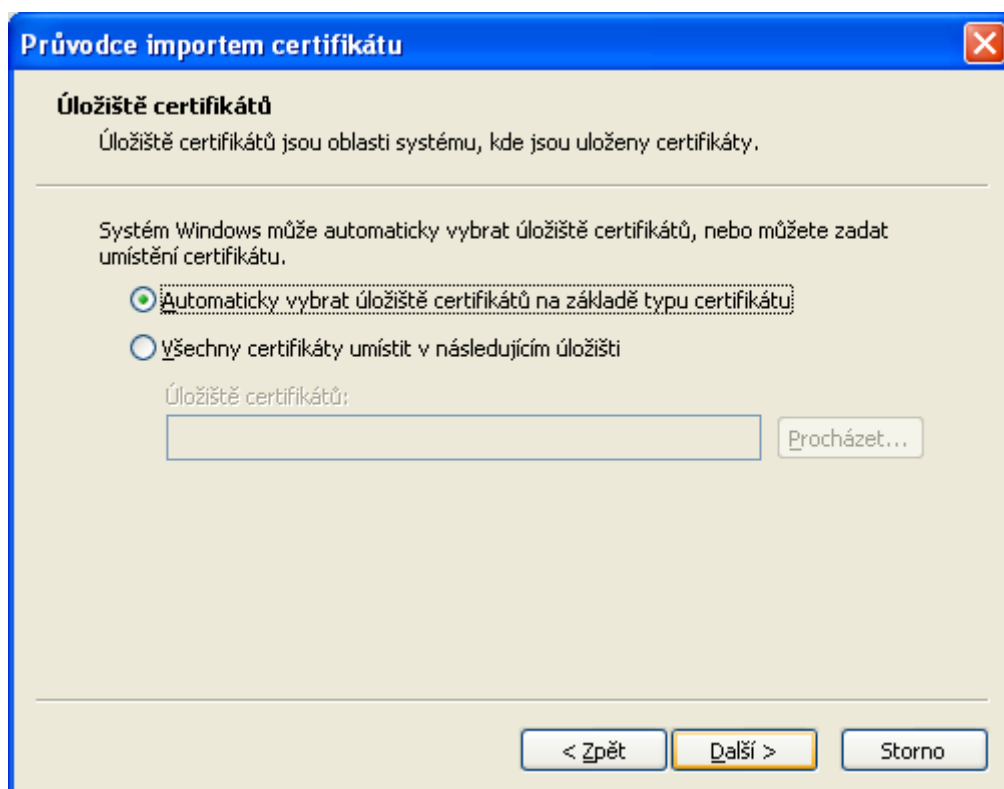 Průvodce importem certifikátu
Úložiště certifikátů
Úložiště certifikátů jsou oblasti systému, kde jsou uloženy certifikáty.
Systém Windows může automaticky vybrat úložiště certifikátů, nebo můžete zadat
umístění certifikátu.
Automaticky vybrat úložiště certifikátů na základě typu certifikátu
Všechny certifikáty umístit v následujícím úložišti
Úložiště certifikátů:
Procházet...
< Zpět
Další >
Storno